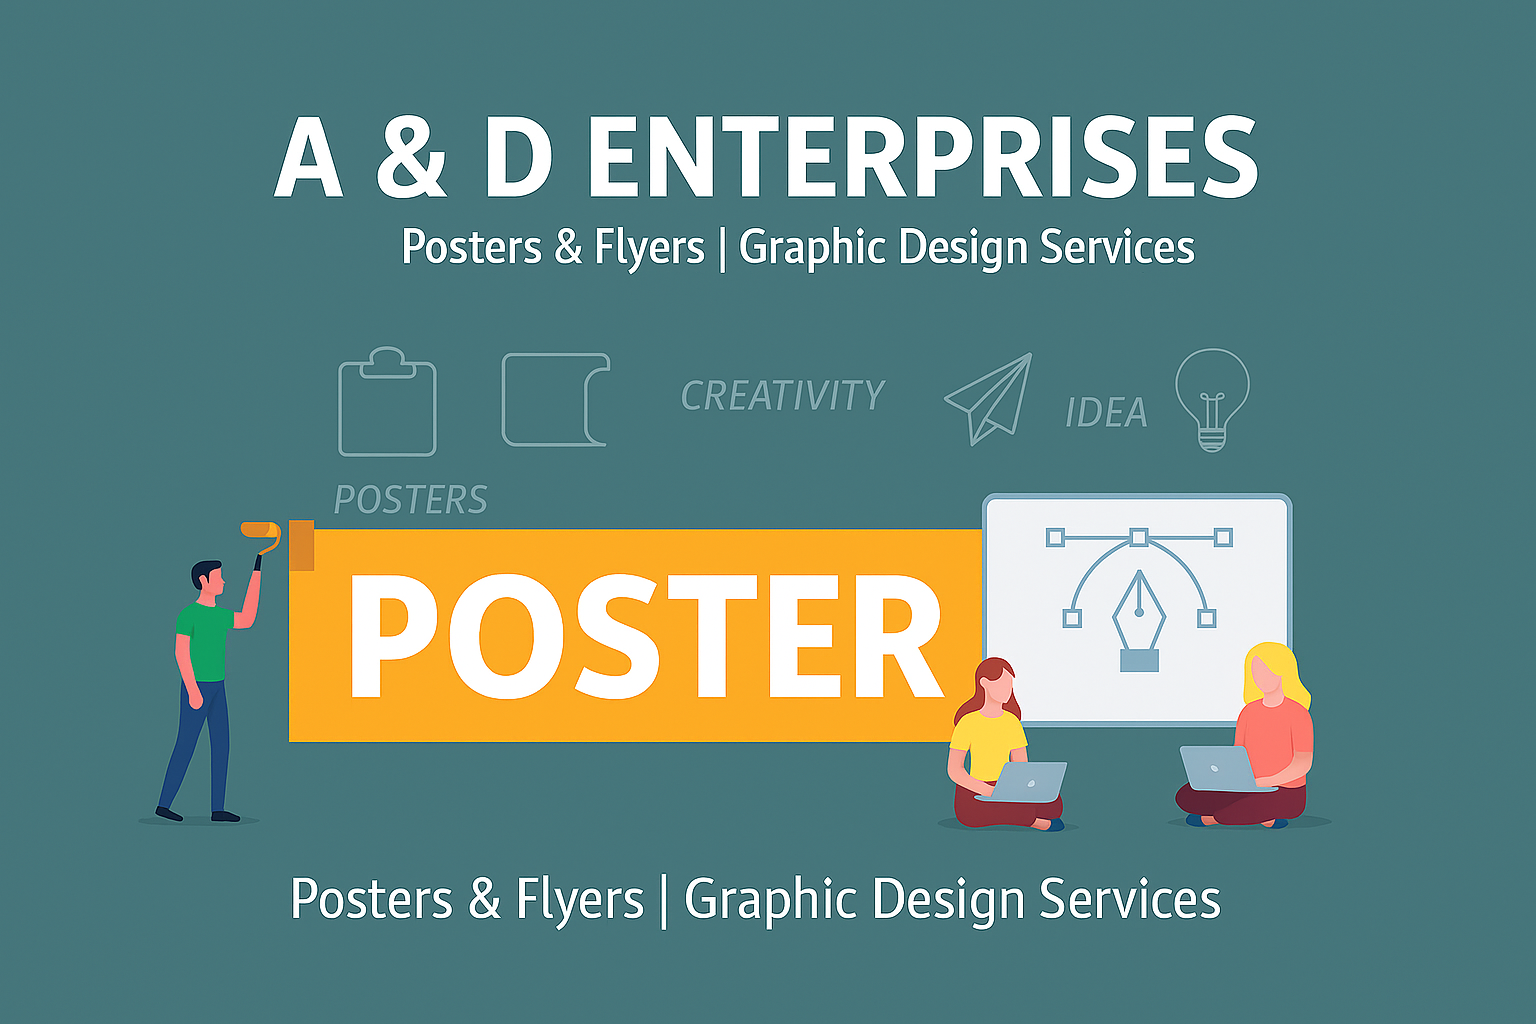 A & D ENTERPRISES
Posters & Flyers | Graphic Design Services
CREATIVITY
IDEA
POSTERS
POSTER
Posters & Flyers | Graphic Design Services